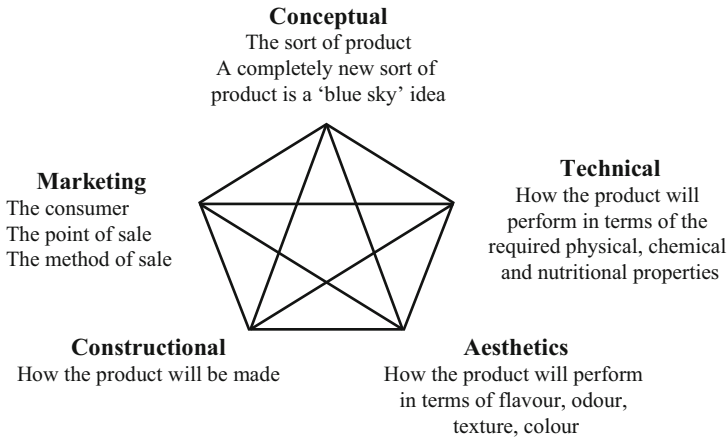 Conceptual
The sort of product
A completely new sort of
product is a ‘blue sky’ idea
Marketing
The consumer
The point of sale
The method of sale
Technical
How the product will
perform in terms of the
required physical, chemical
and nutritional properties
Constructional
How the product will be made
Aesthetics
How the product will perform
in terms of flavour, odour,
texture, colour